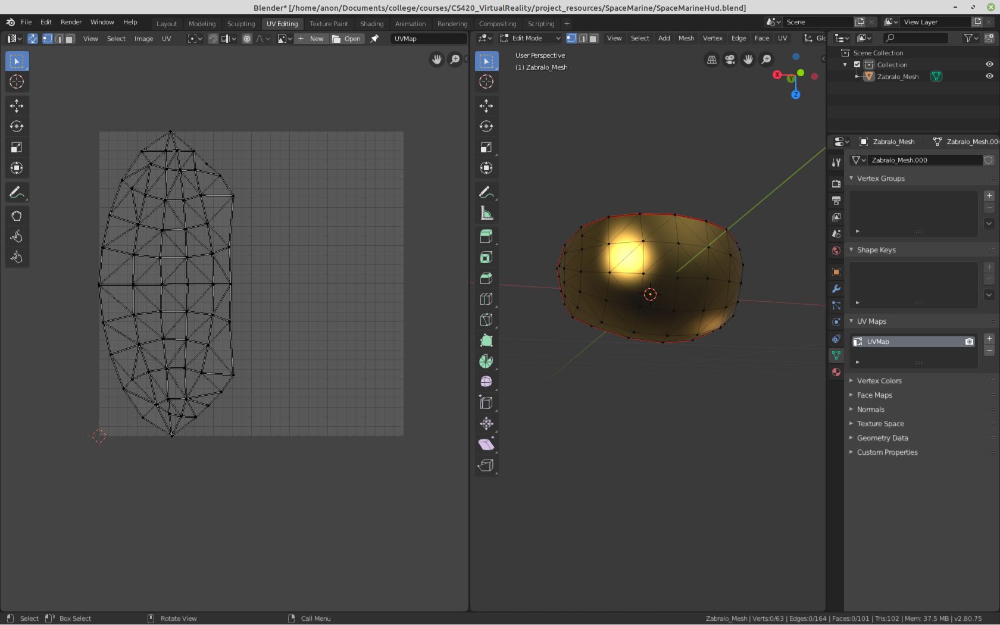 Blender* [/home/anon/Documents/college/courses/CS420_VirtualReality/project_resources/SpaceMarine/SpaceMarineHud.blend]
File Edit Render Window Help Layout Modeling Sculpting UV Editing Texture Paint Shading Animation Rendering Compositing Scripting + Scene View Layer
View Select Image UV + New Open UVMap
Edit Mode View Select Add Mesh Vertex Edge Face UV Glo
User Perspective
(1) Zabralo_Mesh
X
Y
Z
Scene Collection
Collection
Zabralo_Mesh
Zabralo_Mesh Zabralo_Mesh.00
Zabralo_Mesh.000
Vertex Groups
Shape Keys
UV Maps
UVMap
Vertex Colors
Face Maps
Normals
Texture Space
Geometry Data
Custom Properties
Select Box Select Rotate View Call Menu Zabralo_Mesh | Verts:0/63 | Edges:0/164 | Faces:0/101 | Tris:102 | Mem: 37.5 MB | v2.80.75